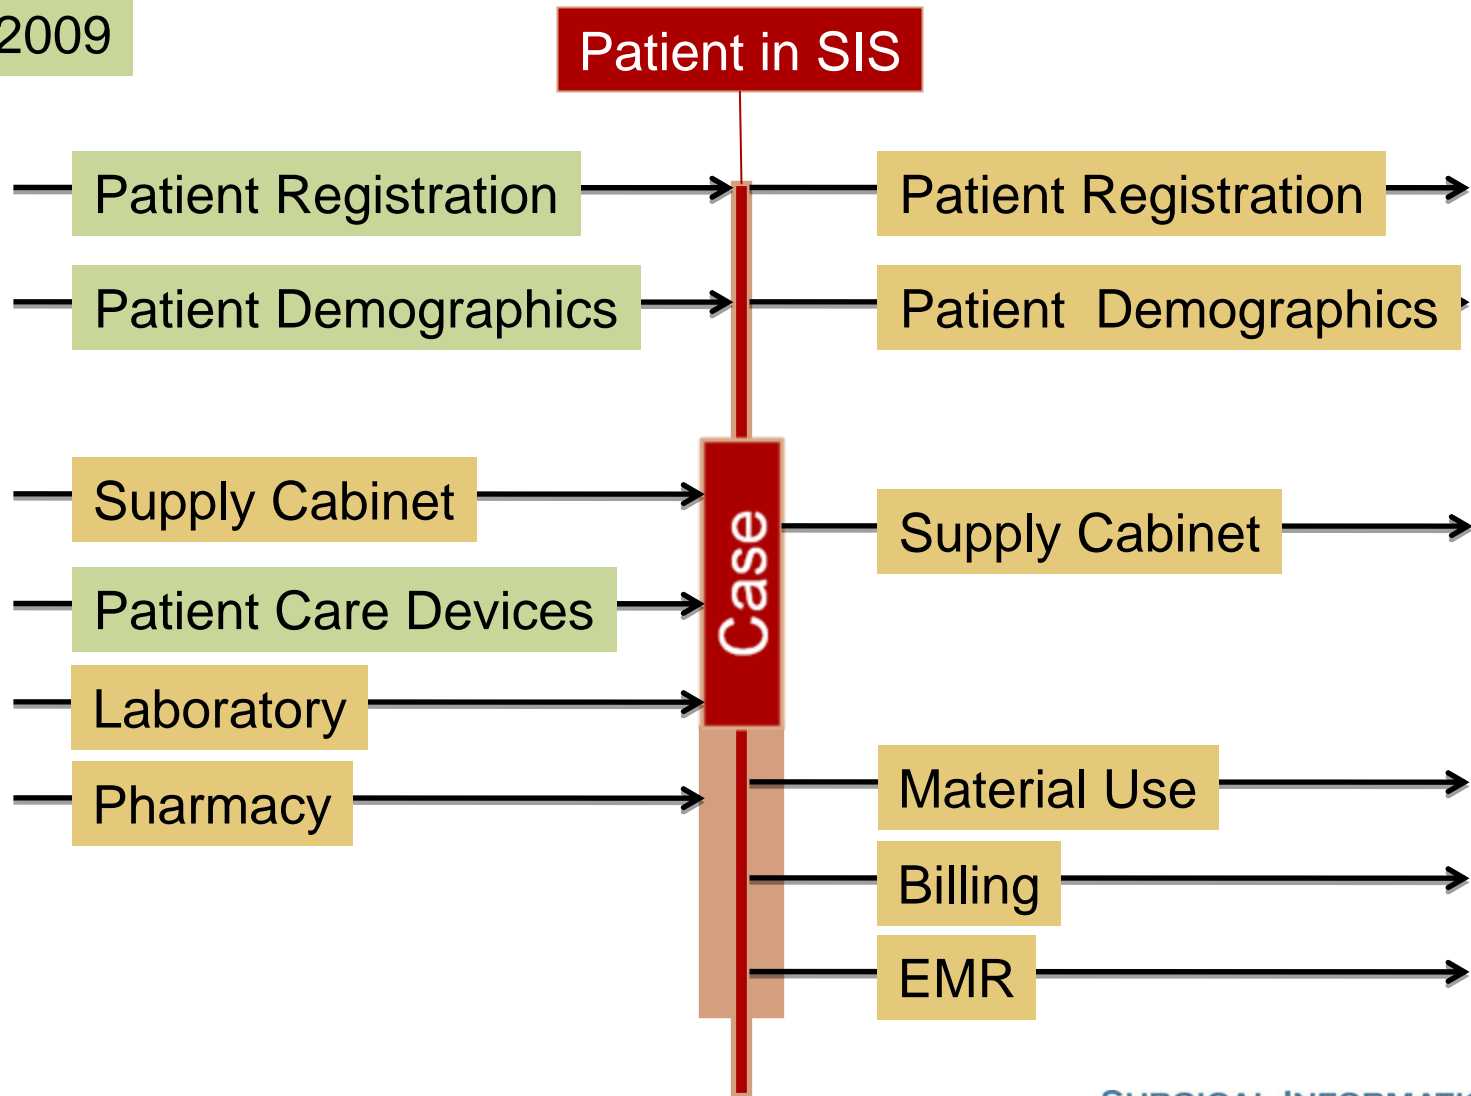 2009
Patient in SIS
Patient Registration
Patient Registration
Patient Demographics
Patient Demographics
Supply Cabinet
Supply Cabinet
Patient Care Devices
Case
Laboratory
Pharmacy
Material Use
Billing
EMR
SURGICAL